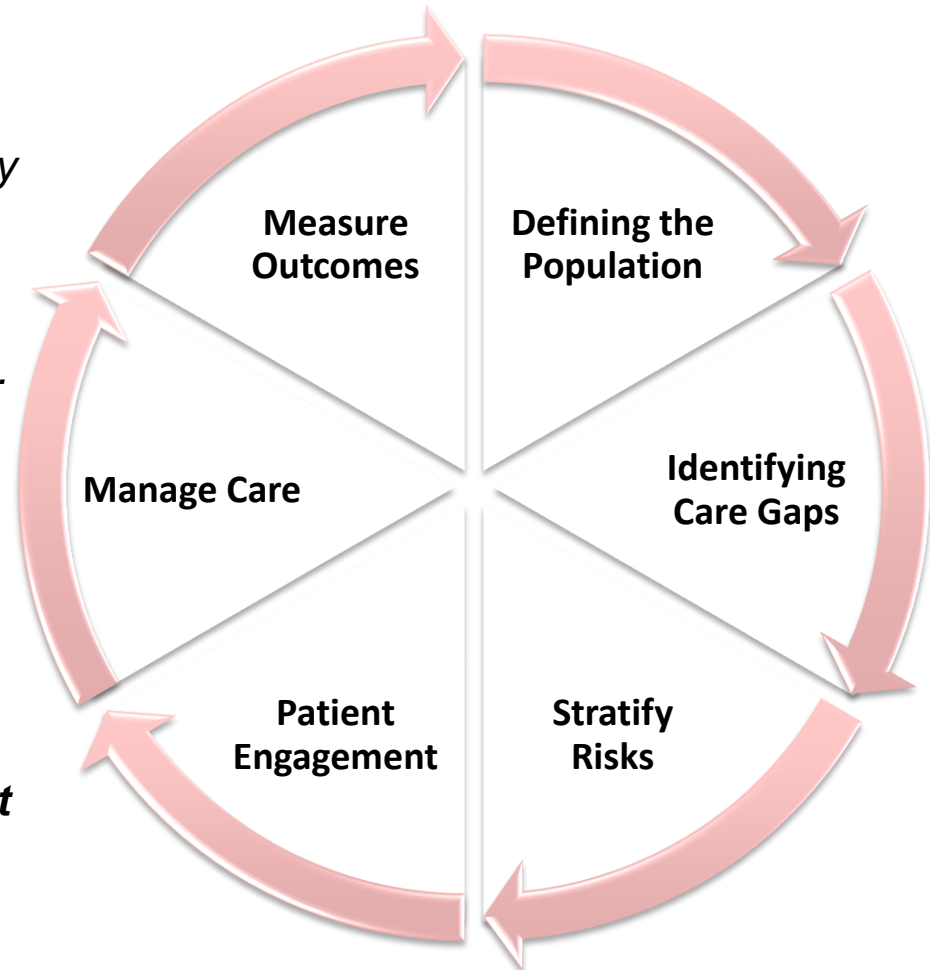 y
Measure
Outcomes
Defining the
Population
.
Manage Care
Identifying
Care Gaps
Patient
Engagement
Stratify
Risks
t